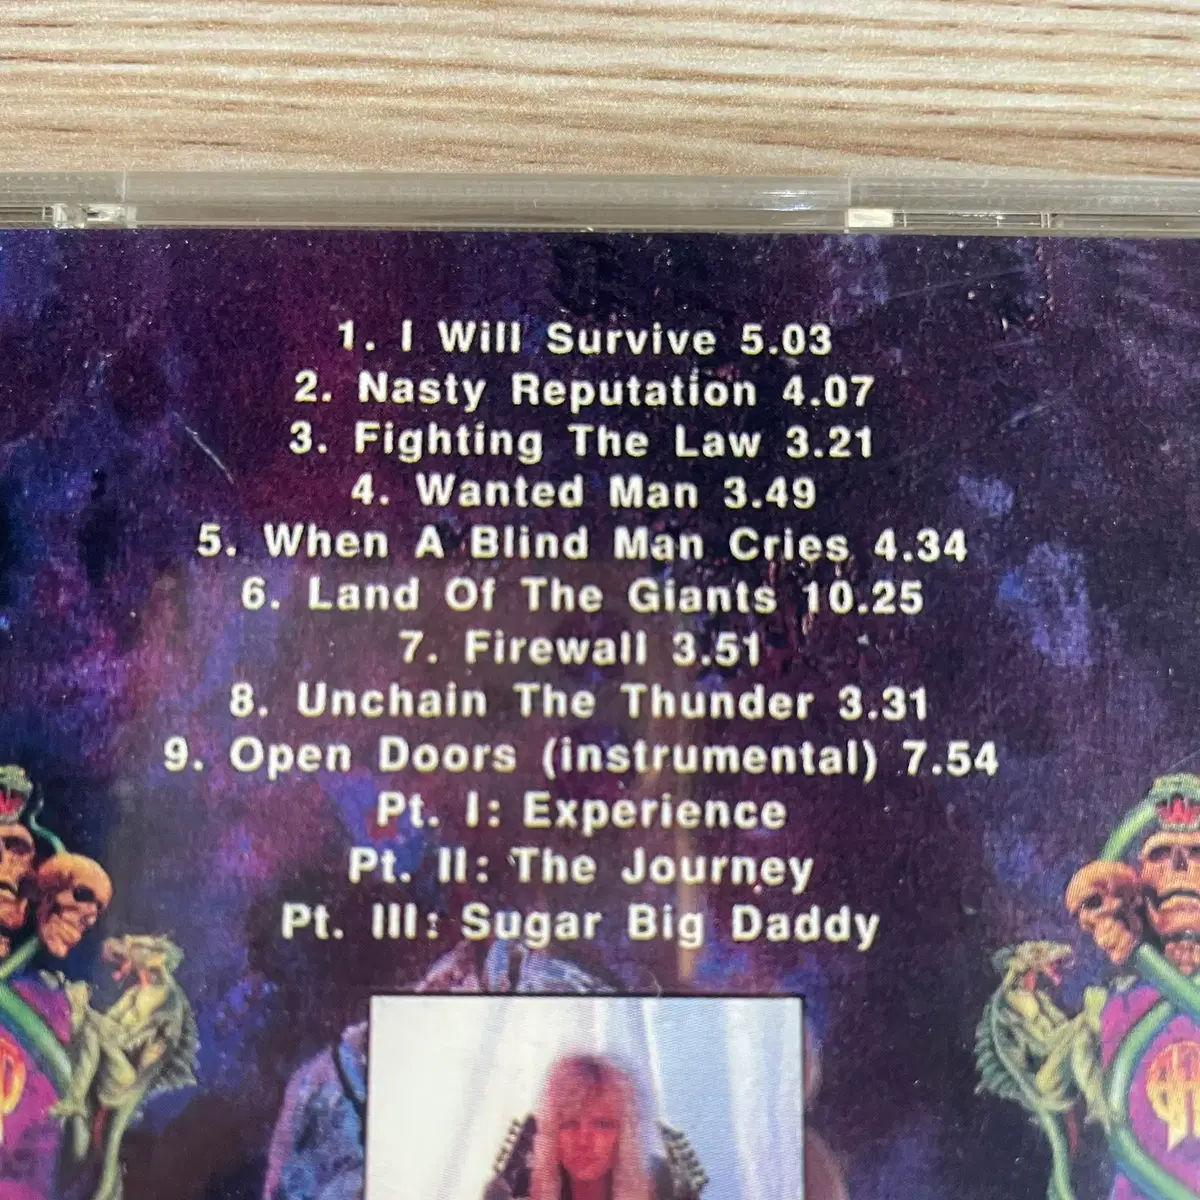 1. I Will Survive 5.03
2. Nasty Reputation 4.07
3. Fighting The Law 3.21
4. Wanted Man 3.49
5. When A Blind Man Cries 4.34
6. Land Of The Giants 10.25
7. Firewall 3.51
8. Unchain The Thunder 3.31
9. Open Doors (instrumental) 7.54
Pt. I: Experience
Pt. II: The Journey
Pt. III: Sugar Big Daddy